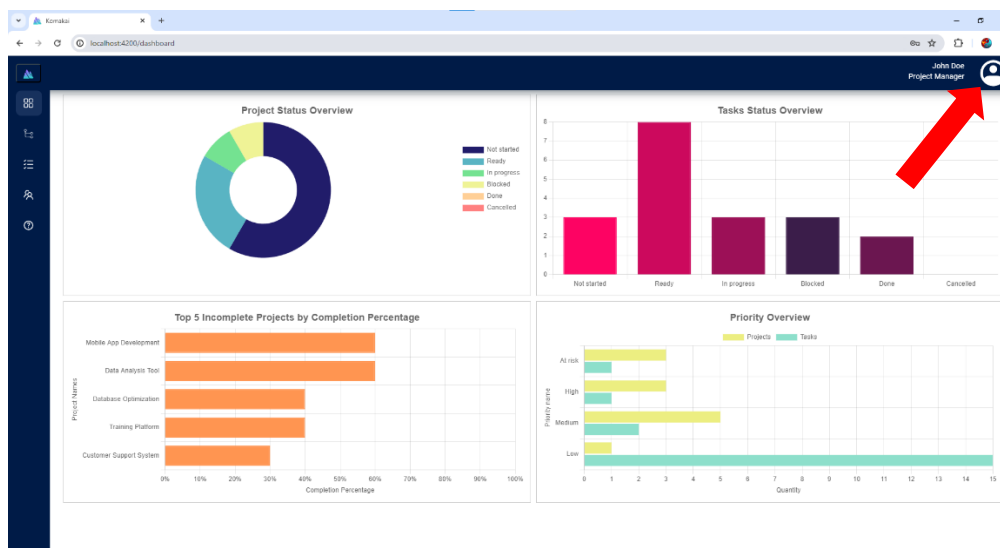 Komakai
localhost:4200/dashboard
John Doe
Project Manager
Project Status Overview
Not started
Ready
In progress
Blocked
Done
Cancelled
Tasks Status Overview
8
7
6
5
4
3
2
1
0
Not started Ready In progress Blocked Done Cancelled
Top 5 Incomplete Projects by Completion Percentage
Project Names
Mobile App Development
Data Analysis Tool
Database Optimization
Training Platform
Customer Support System
0% 10% 20% 30% 40% 50% 60% 70% 80% 90% 100%
Completion Percentage
Priority Overview
Projects Tasks
Priority name
At risk
High
Medium
Low
0 1 2 3 4 5 6 7 8 9 10 11 12 13 14 15
Quantity